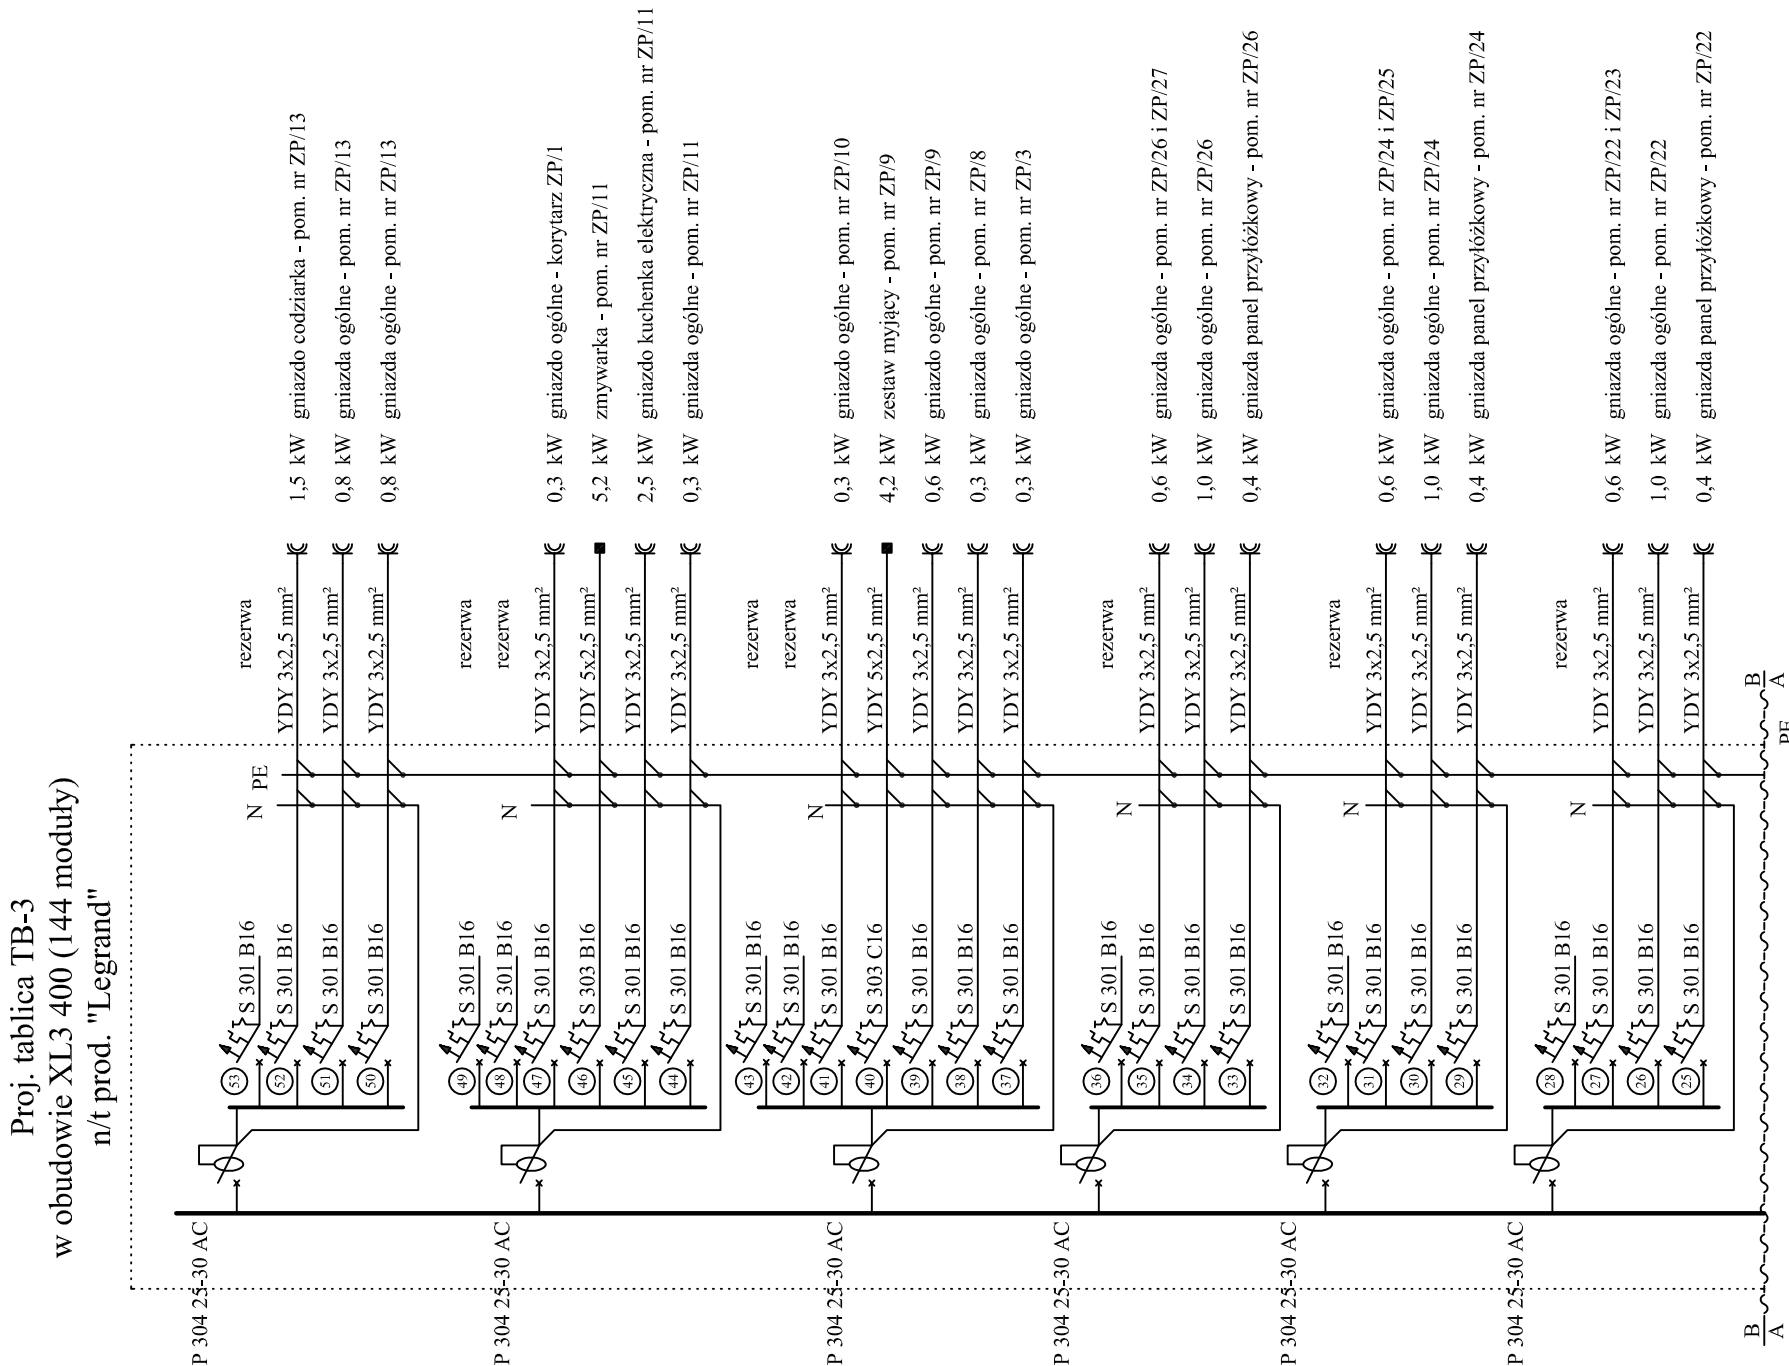 Proj. tablica TB-3
w obudowie XL3 400 (144 moduły)
n/t prod. "Legrand"
P 304 25-30 AC
N
PE
53 S 301 B16 rezerwa
52 S 301 B16 YDY 3x2,5 mm² 1,5 kW gniazdo codziarka - pom. nr ZP/13
51 S 301 B16 YDY 3x2,5 mm² 0,8 kW gniazda ogólne - pom. nr ZP/13
50 S 301 B16 YDY 3x2,5 mm² 0,8 kW gniazda ogólne - pom. nr ZP/13
P 304 25-30 AC
N
49 S 301 B16 rezerwa
48 S 301 B16 rezerwa
47 S 301 B16 YDY 3x2,5 mm² 0,3 kW gniazdo ogólne - korytarz ZP/1
46 S 303 B16 YDY 5x2,5 mm² 5,2 kW zmywarka - pom. nr ZP/11
45 S 301 B16 YDY 3x2,5 mm² 2,5 kW gniazdo kuchenka elektryczna - pom. nr ZP/11
44 S 301 B16 YDY 3x2,5 mm² 0,3 kW gniazda ogólne - pom. nr ZP/11
P 304 25-30 AC
N
43 S 301 B16 rezerwa
42 S 301 B16 rezerwa
41 S 301 B16 YDY 3x2,5 mm² 0,3 kW gniazdo ogólne - pom. nr ZP/10
40 S 303 C16 YDY 5x2,5 mm² 4,2 kW zestaw myjący - pom. nr ZP/9
39 S 301 B16 YDY 3x2,5 mm² 0,6 kW gniazdo ogólne - pom. nr ZP/9
38 S 301 B16 YDY 3x2,5 mm² 0,3 kW gniazda ogólne - pom. nr ZP/8
37 S 301 B16 YDY 3x2,5 mm² 0,3 kW gniazdo ogólne - pom. nr ZP/3
P 304 25-30 AC
N
36 S 301 B16 rezerwa
35 S 301 B16 YDY 3x2,5 mm² 0,6 kW gniazda ogólne - pom. nr ZP/26 i ZP/27
34 S 301 B16 YDY 3x2,5 mm² 1,0 kW gniazda ogólne - pom. nr ZP/26
33 S 301 B16 YDY 3x2,5 mm² 0,4 kW gniazda panel przyłóżkowy - pom. nr ZP/26
P 304 25-30 AC
N
32 S 301 B16 rezerwa
31 S 301 B16 YDY 3x2,5 mm² 0,6 kW gniazda ogólne - pom. nr ZP/24 i ZP/25
30 S 301 B16 YDY 3x2,5 mm² 1,0 kW gniazda ogólne - pom. nr ZP/24
29 S 301 B16 YDY 3x2,5 mm² 0,4 kW gniazda panel przyłóżkowy - pom. nr ZP/24
P 304 25-30 AC
N
28 S 301 B16 rezerwa
27 S 301 B16 YDY 3x2,5 mm² 0,6 kW gniazda ogólne - pom. nr ZP/22 i ZP/23
26 S 301 B16 YDY 3x2,5 mm² 1,0 kW gniazda ogólne - pom. nr ZP/22
25 S 301 B16 YDY 3x2,5 mm² 0,4 kW gniazda panel przyłóżkowy - pom. nr ZP/22
B
A
PE
B
A